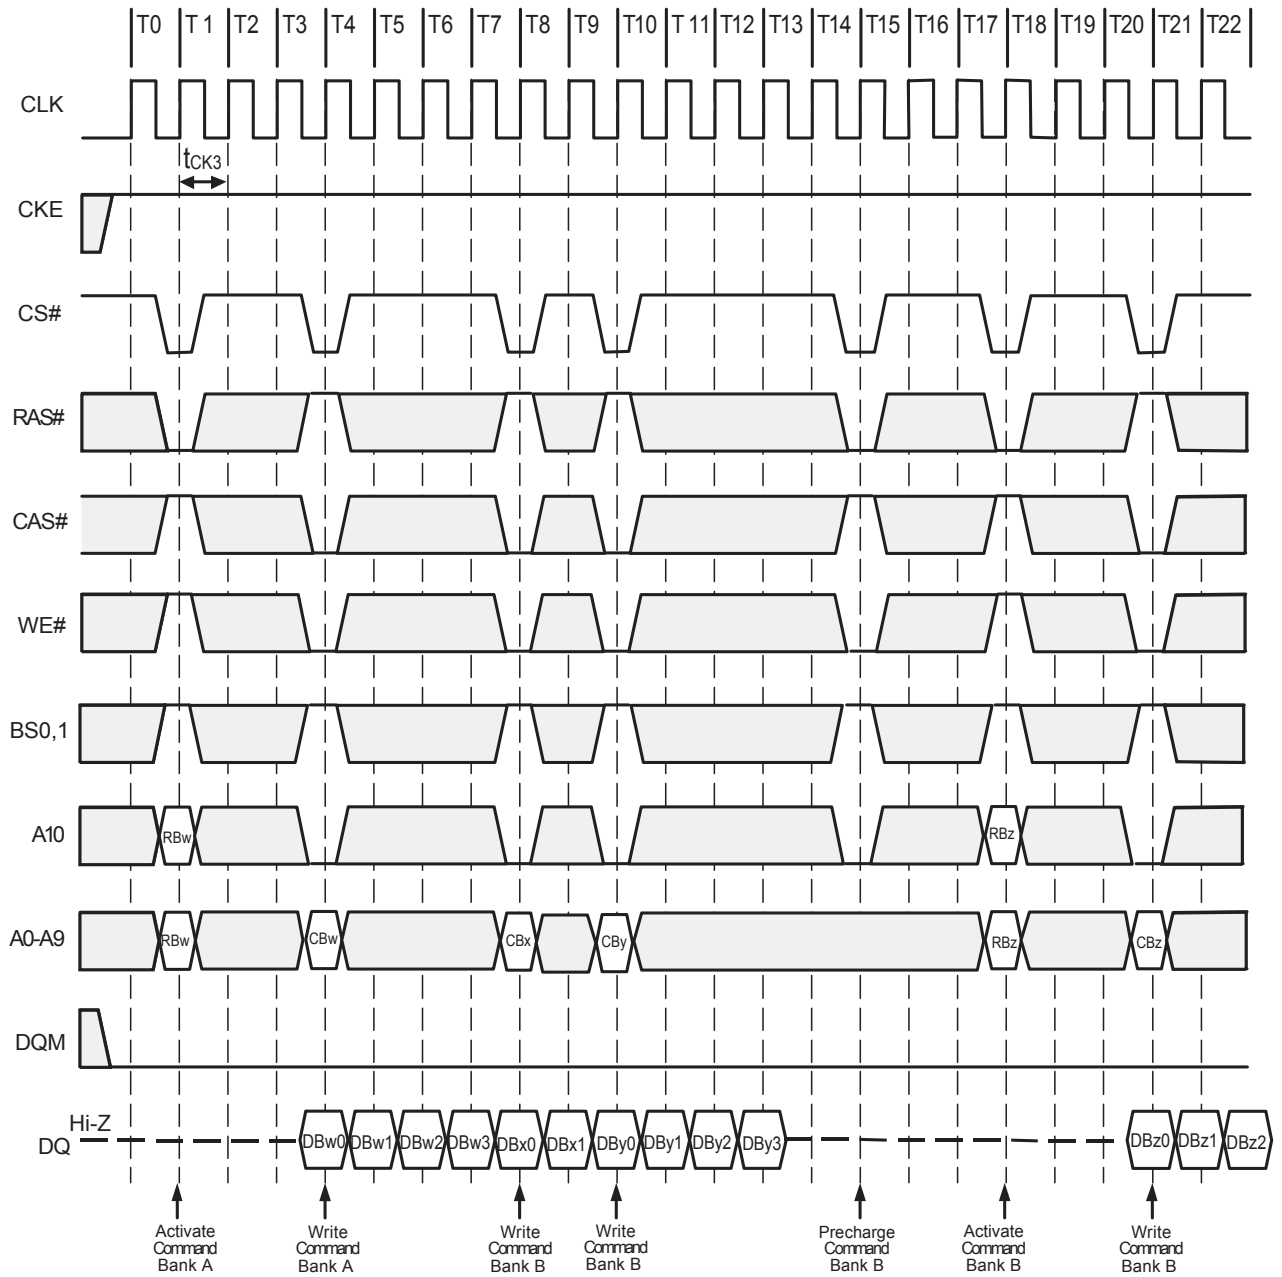 T0 T 1 T2 T3 T4 T5 T6 T7 T8 T9 T10 T 11 T12 T13 T14 T15 T16 T17 T18 T19 T20 T21 T22
CLK
tCK3
CKE
CS#
RAS#
CAS#
WE#
BS0,1
A10
RBw RBz
A0-A9
RBw CBw CBx CBy RBz CBz
DQM
Hi-Z
DQ
DBw0 DBw1 DBw2 DBw3 DBx0 DBx1 DBy0 DBy1 DBy2 DBy3 DBz0 DBz1 DBz2
Activate
Command
Bank A
Write
Command
Bank A
Write
Command
Bank B
Write
Command
Bank B
Precharge
Command
Bank B
Activate
Command
Bank B
Write
Command
Bank B